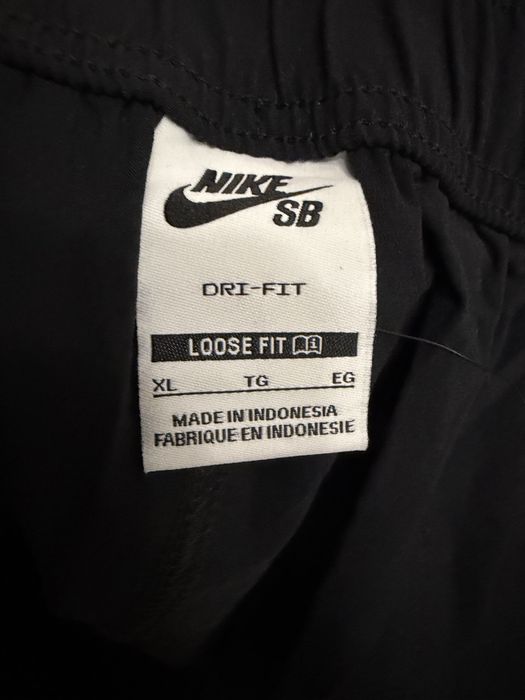 NIKE
SB
DRI-FIT
LOOSE FIT
XL TG EG
MADE IN INDONESIA
FABRIQUE EN INDONESIE